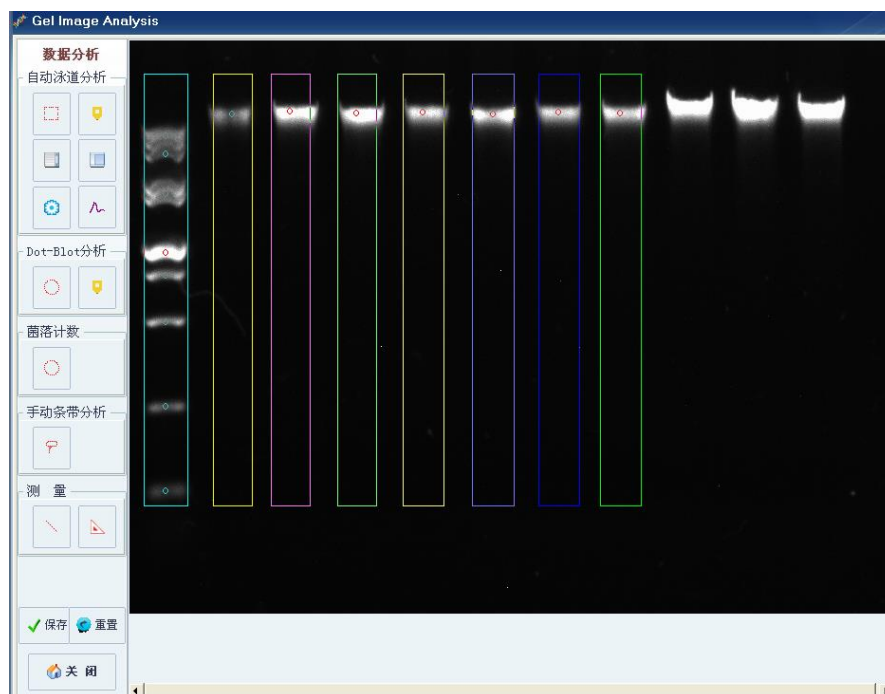 Gel Image Analysis
数据分析
自动泳道分析
Dot-Blot分析
菌落计数
手动条带分析
测 量
保存 重置
关 闭